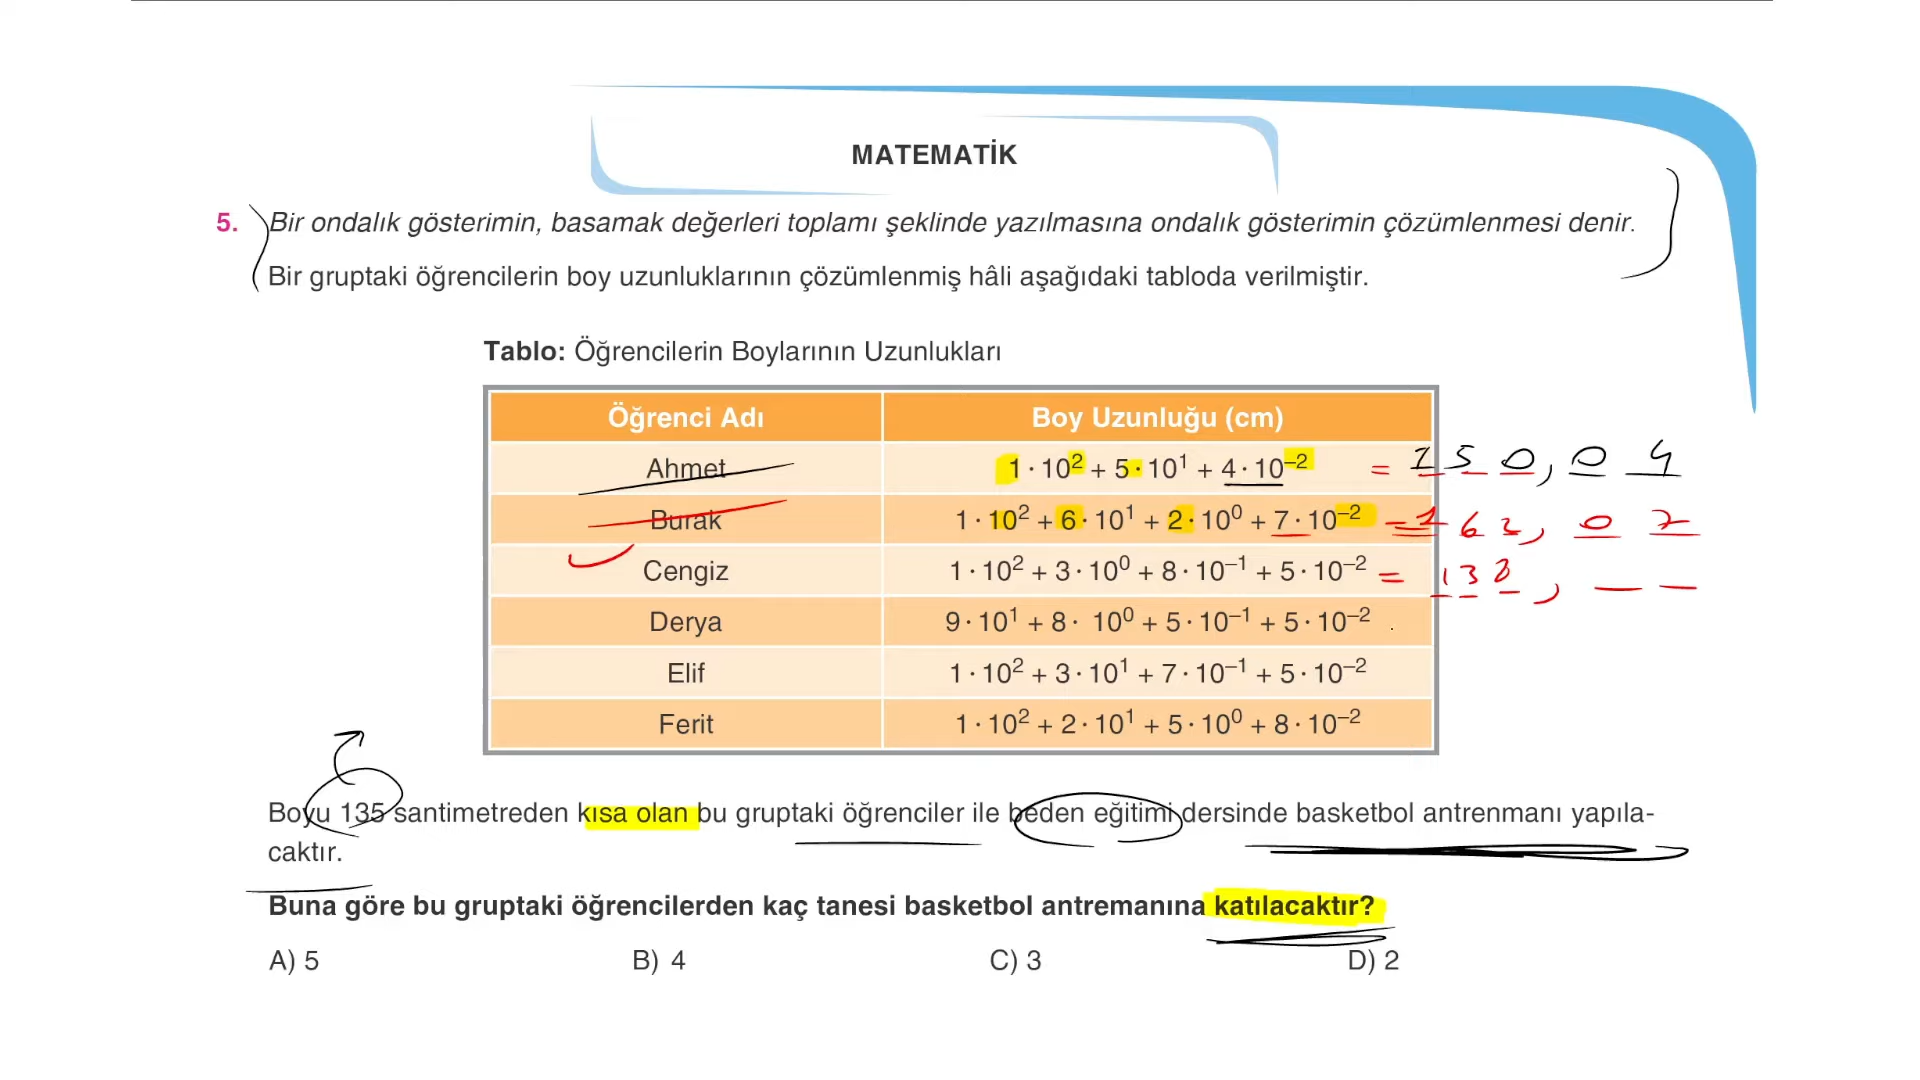 MATEMATİK
5. Bir ondalık gösterimin, basamak değerleri toplamı şeklinde yazılmasına ondalık gösterimin çözümlenmesi denir.
Bir gruptaki öğrencilerin boy uzunluklarının çözümlenmiş hâli aşağıdaki tabloda verilmiştir.
Tablo: Öğrencilerin Boylarının Uzunlukları
Öğrenci Adı Boy Uzunluğu (cm)
Ahmet 1 · 10² + 5 · 10¹ + 4 · 10⁻² = 150,04
Burak 1 · 10² + 6 · 10¹ + 2 · 10⁰ + 7 · 10⁻² = 162,07
Cengiz 1 · 10² + 3 · 10⁰ + 8 · 10⁻¹ + 5 · 10⁻² = 138,
Derya 9 · 10¹ + 8 · 10⁰ + 5 · 10⁻¹ + 5 · 10⁻²
Elif 1 · 10² + 3 · 10¹ + 7 · 10⁻¹ + 5 · 10⁻²
Ferit 1 · 10² + 2 · 10¹ + 5 · 10⁰ + 8 · 10⁻²
Boyu 135 santimetreden kısa olan bu gruptaki öğrenciler ile beden eğitimi dersinde basketbol antrenmanı yapıla-
caktır.
Buna göre bu gruptaki öğrencilerden kaç tanesi basketbol antremanına katılacaktır?
A) 5 B) 4 C) 3 D) 2